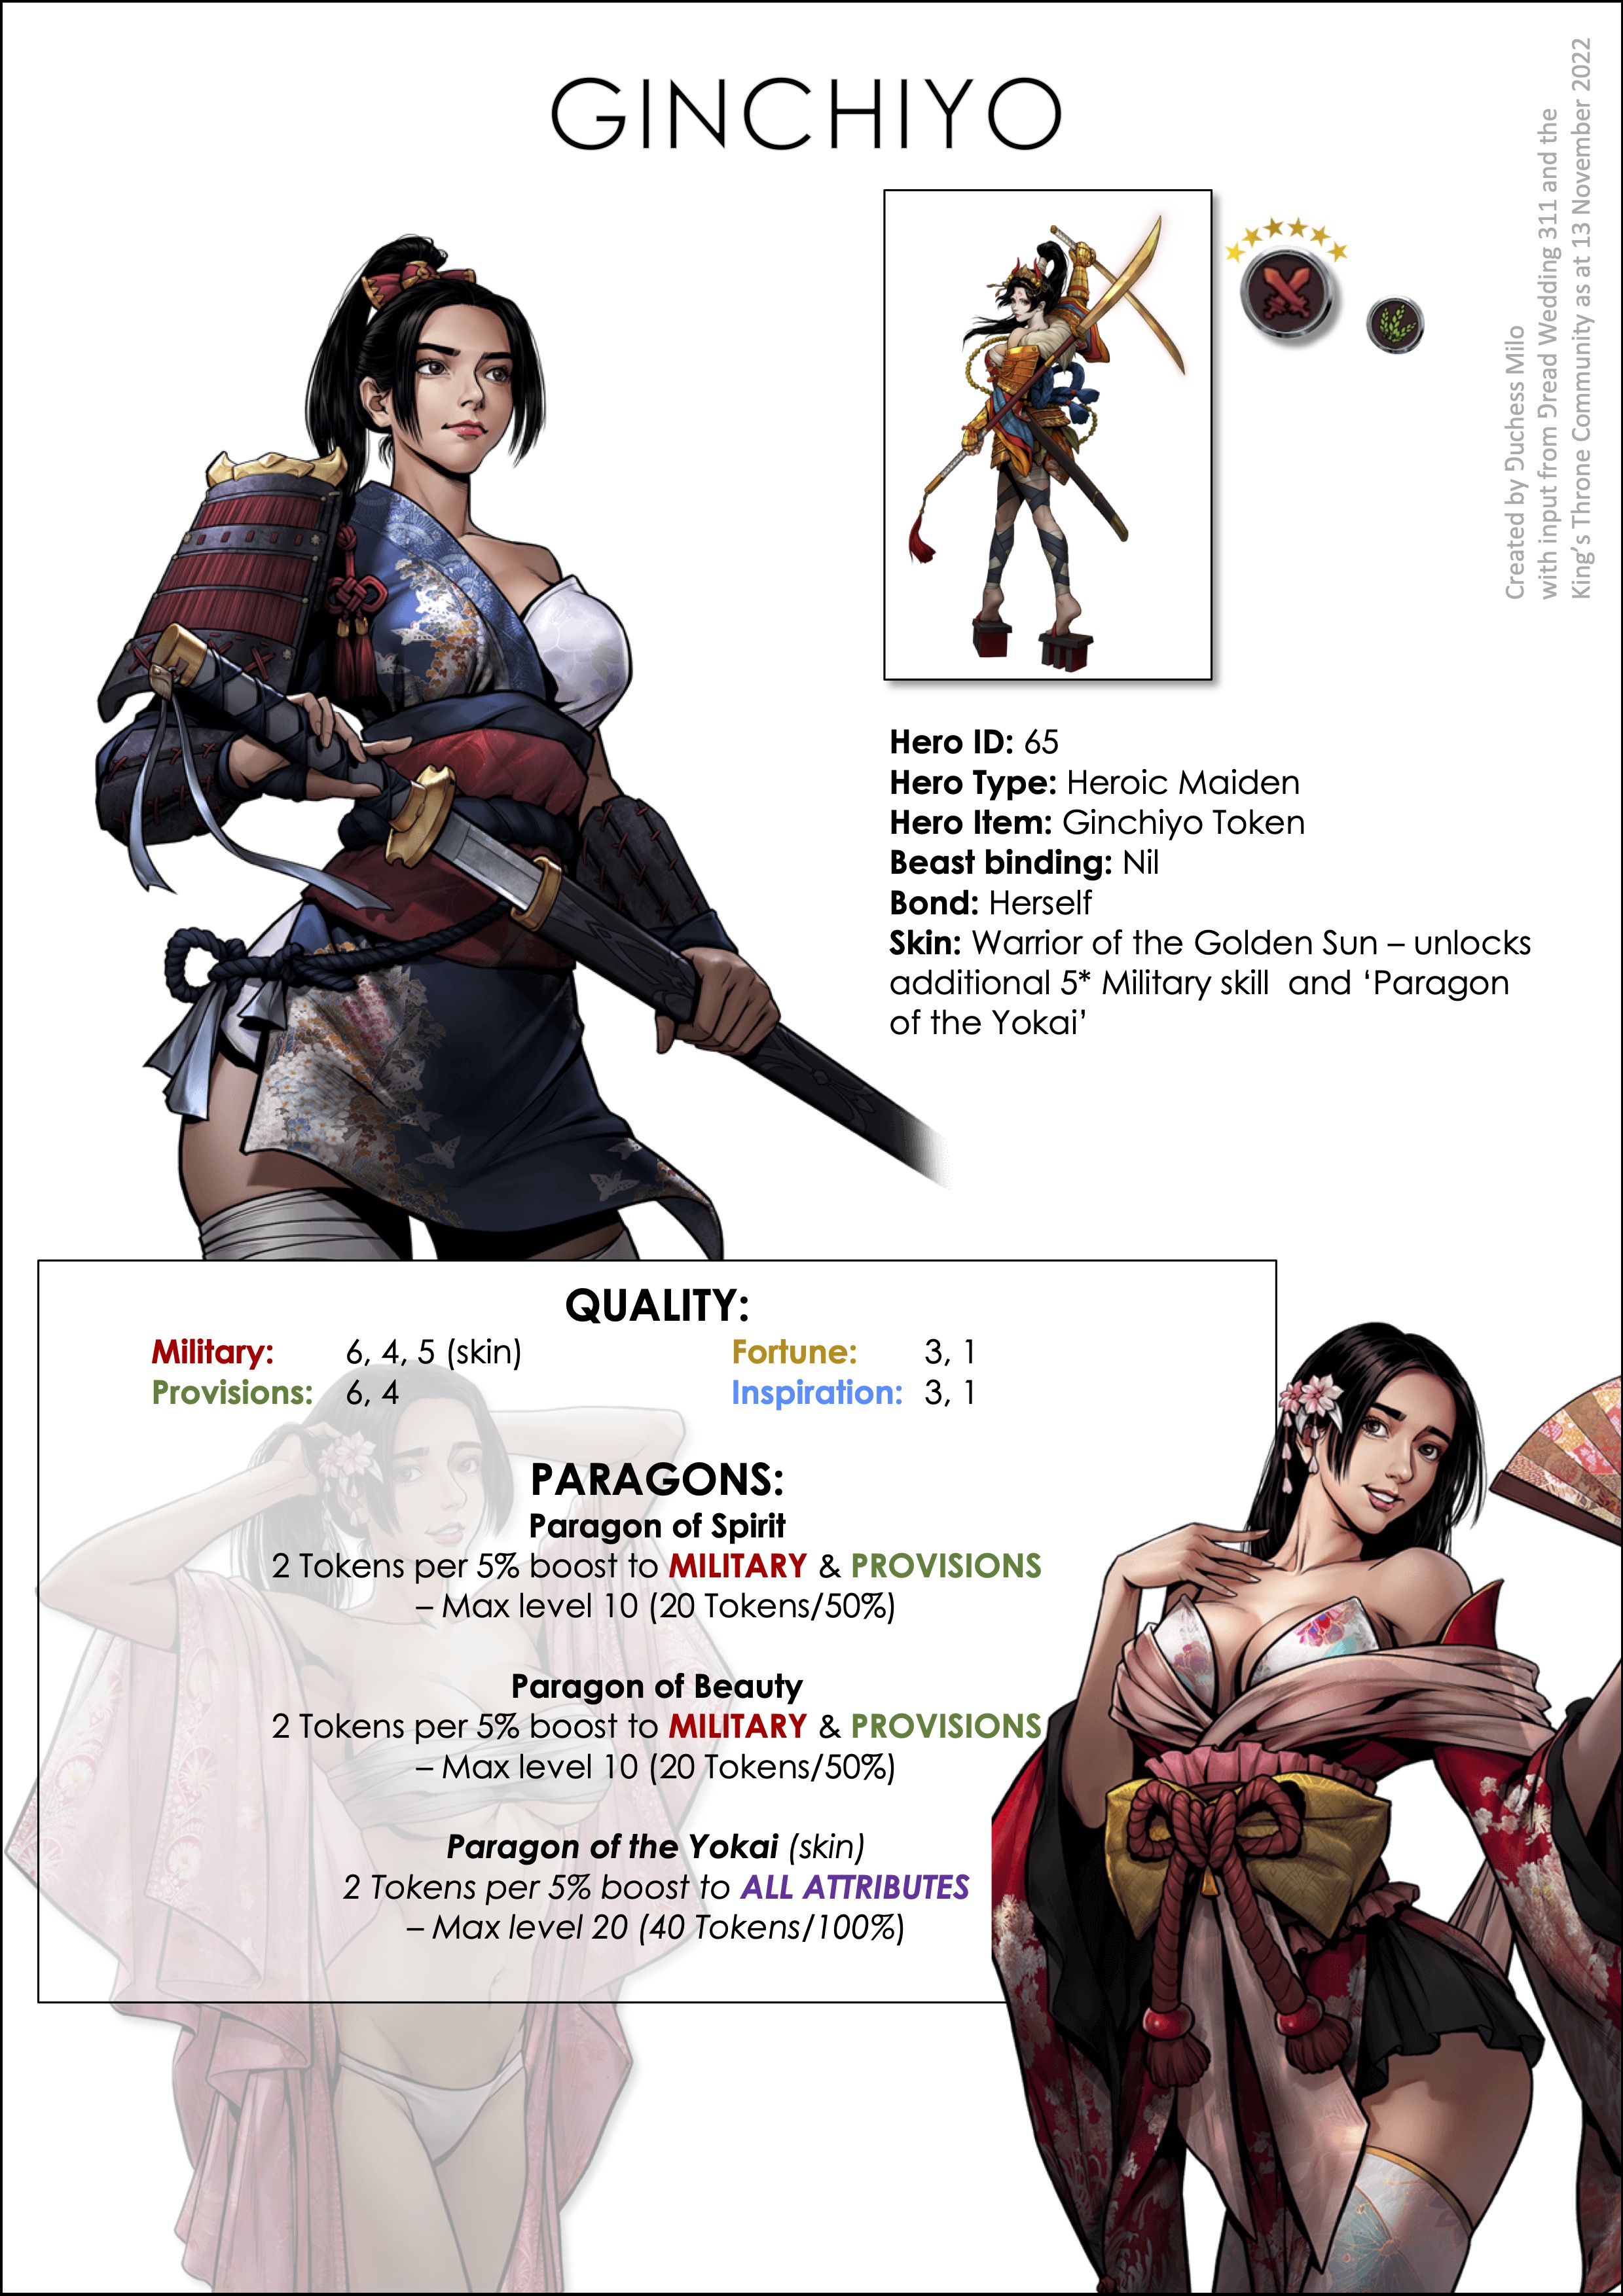 GINCHIYO
Created by Duchess Milo
with input from Dread Wedding 311 and the
King's Throne Community as at 13 November 2022
Hero ID: 65
Hero Type: Heroic Maiden
Hero Item: Ginchiyo Token
Beast binding: Nil
Bond: Herself
Skin: Warrior of the Golden Sun – unlocks
additional 5* Military skill and ‘Paragon
of the Yokai’
QUALITY:
Military: 6, 4, 5 (skin) Fortune: 3, 1
Provisions: 6, 4 Inspiration: 3, 1
PARAGONS:
Paragon of Spirit
2 Tokens per 5% boost to MILITARY & PROVISIONS
– Max level 10 (20 Tokens/50%)
Paragon of Beauty
2 Tokens per 5% boost to MILITARY & PROVISIONS
– Max level 10 (20 Tokens/50%)
Paragon of the Yokai (skin)
2 Tokens per 5% boost to ALL ATTRIBUTES
– Max level 20 (40 Tokens/100%)